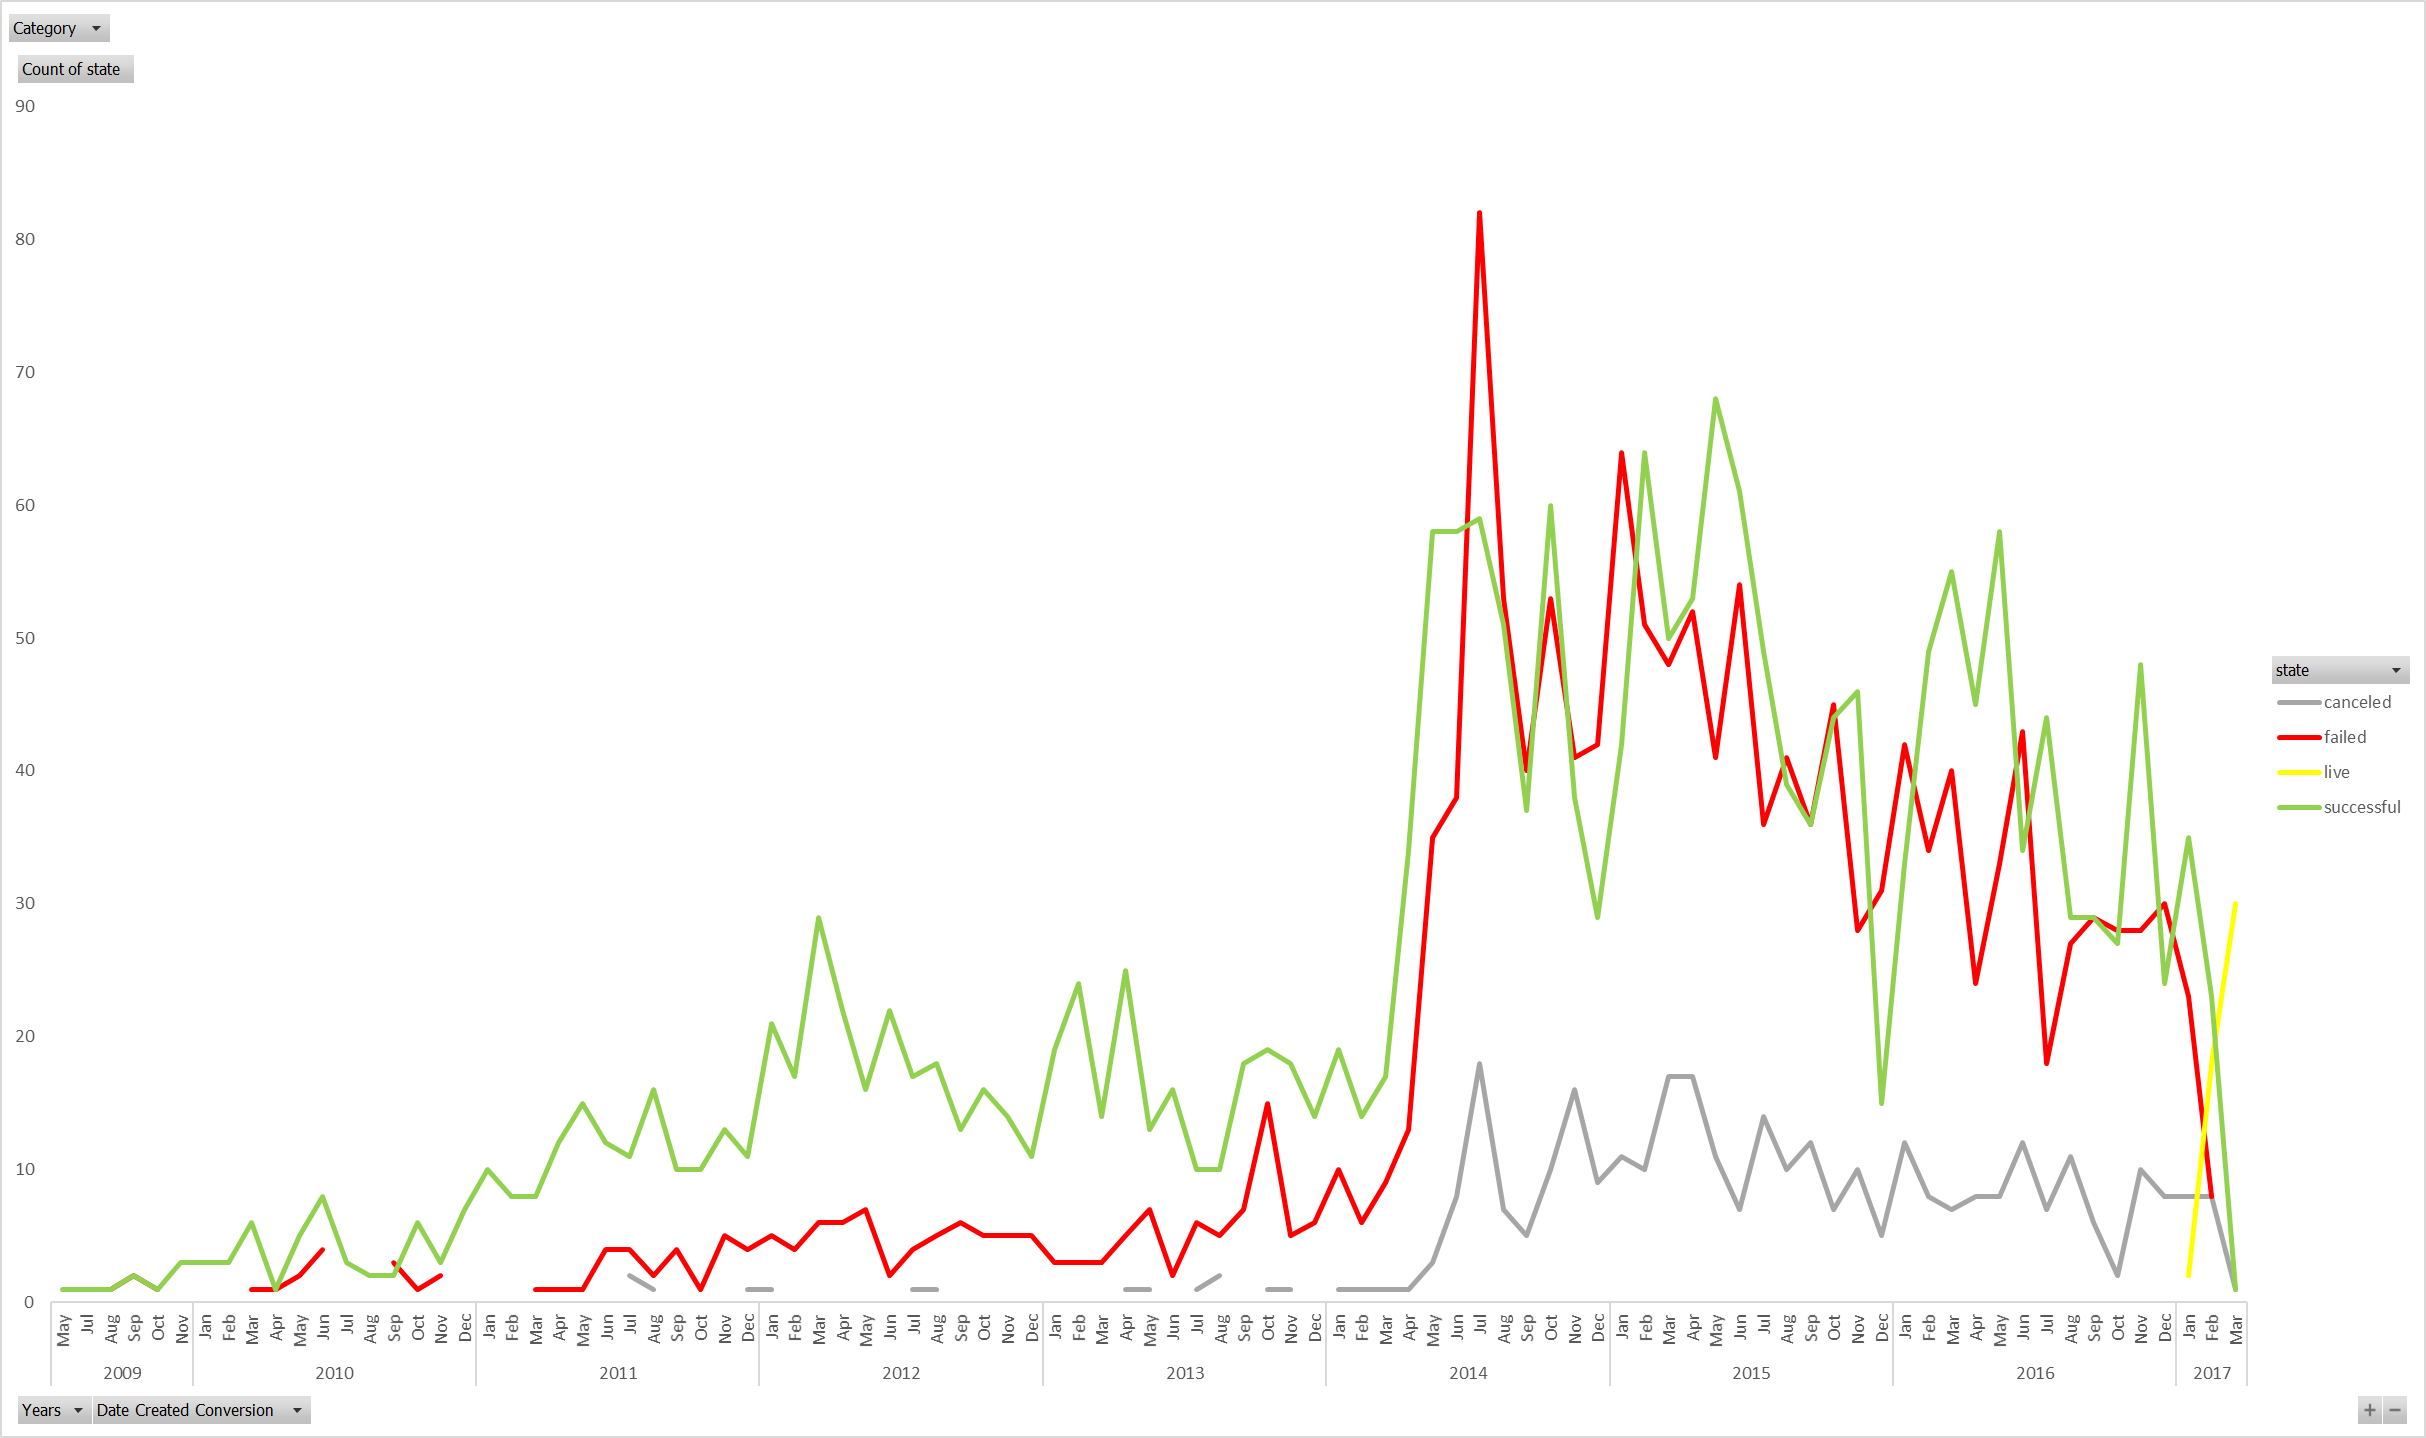 Category
Count of state
90
80
70
60
50
40
30
20
10
0
state
canceled
failed
live
successful
May Jul Aug Sep Oct Nov Jan Feb Mar Apr May Jun Jul Aug Sep Oct Nov Dec Jan Feb Mar Apr May Jun Jul Aug Sep Oct Nov Dec Jan Feb Mar Apr May Jun Jul Aug Sep Oct Nov Dec Jan Feb Mar Apr May Jun Jul Aug Sep Oct Nov Dec Jan Feb Mar Apr May Jun Jul Aug Sep Oct Nov Dec Jan Feb Mar Apr May Jun Jul Aug Sep Oct Nov Dec Jan Feb Mar Apr May Jun Jul Aug Sep Oct Nov Dec Jan Feb Mar
2009 2010 2011 2012 2013 2014 2015 2016 2017
Years Date Created Conversion + −